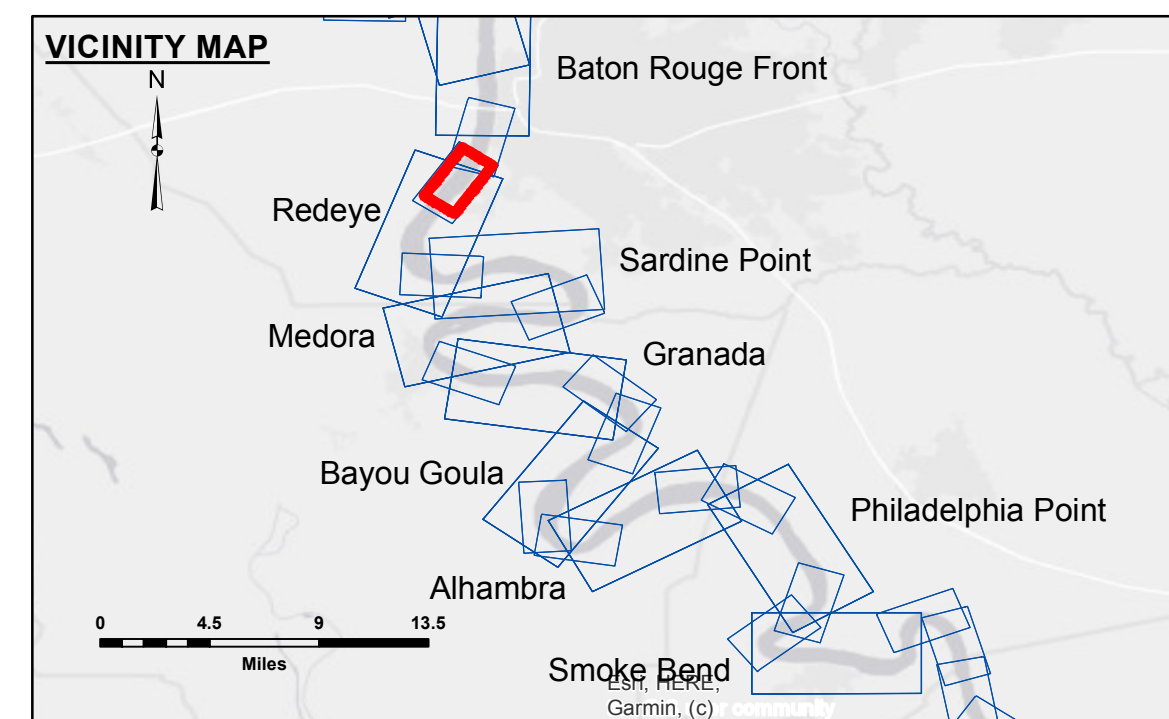 VICINITY MAP
N
Baton Rouge Front
Redeye
Sardine Point
Medora
Granada
Bayou Goula
Philadelphia Point
Alhambra
0 4.5 9 13.5
Miles
Smoke Bend
Esri, HERE,
Garmin, (c) r community